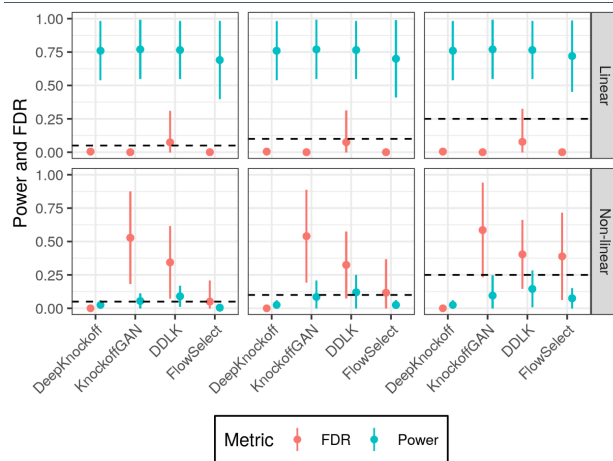 Power and FDR
1.00
0.75
0.50
0.25
0.00
Linear
1.00
0.75
0.50
0.25
0.00
Non-linear
DeepKnockoff KnockoffGAN DDLK FlowSelect DeepKnockoff KnockoffGAN DDLK FlowSelect DeepKnockoff KnockoffGAN DDLK FlowSelect
Metric FDR Power